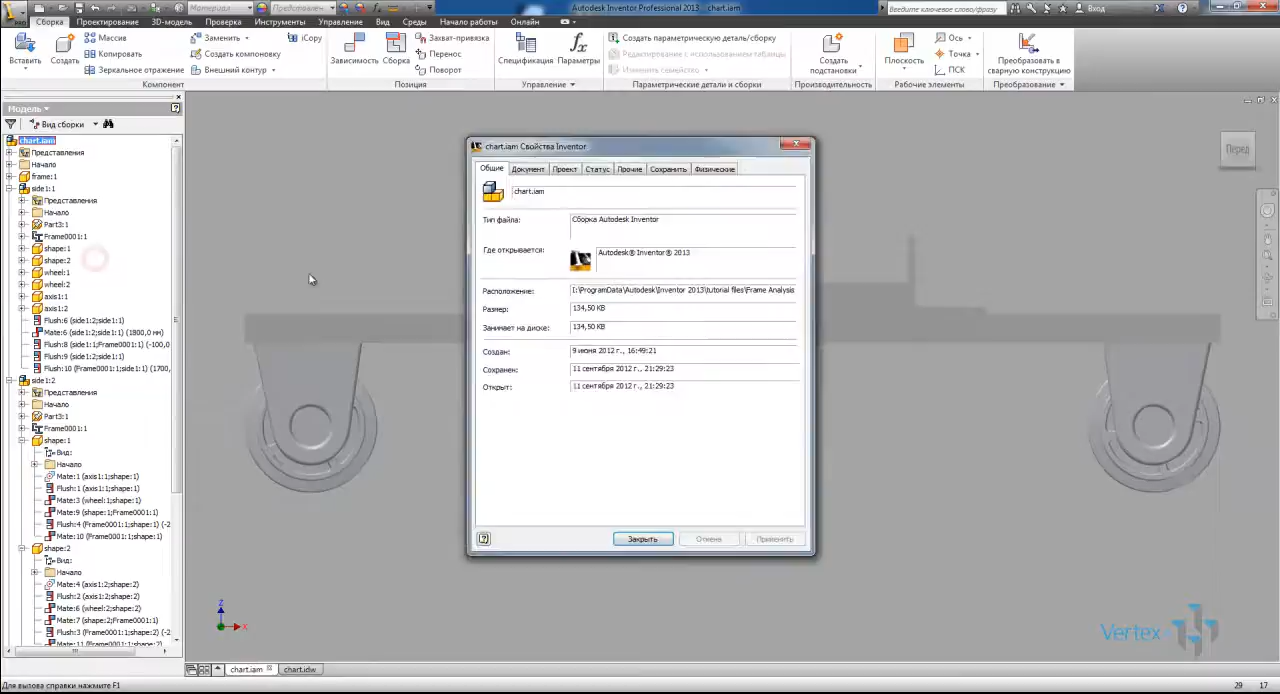 Материал
Представлен
Autodesk Inventor Professional 2013 chart.iam
Введите ключевое слово/фразу
Вход
PRO
Сборка Проектирование 3D-модель Проверка Инструменты Управление Вид Среды Начало работы Онлайн
Вставить
Создать
Массив
Копировать
Зеркальное отражение
Заменить
Создать компоновку
Внешний контур
iCopy
Компонент
Зависимость
Сборка
Захват-привязка
Перенос
Поворот
Позиция
Спецификация
Параметры
Управление
Создать параметрическую деталь/сборку
Редактирование с использованием таблицы
Изменить семейство
Параметрические детали и сборки
Создать
подстановки
Производительность
Плоскость
Ось
Точка
ПСК
Рабочие элементы
Преобразовать в
сварную конструкцию
Преобразование
Модель
Вид сборки
chart.iam
Представления
Начало
frame:1
side1:1
Представления
Начало
Part3:1
Frame0001:1
shape:1
shape:2
wheel:1
wheel:2
axis1:1
axis1:2
Flush:6 (side1:2;side1:1)
Mate:6 (side1:2;side1:1) (1800,0 мм)
Flush:8 (side1:1;Frame0001:1) (-100,0
Flush:9 (side1:2;side1:1)
Flush:10 (Frame0001:1;side1:1) (1700,
side1:2
Представления
Начало
Part3:1
Frame0001:1
shape:1
Вид:
Начало
Mate:1 (axis1:1;shape:1)
Flush:1 (axis1:1;shape:1)
Mate:3 (wheel:1;shape:1)
Mate:9 (shape:1;Frame0001:1)
Flush:4 (Frame0001:1;shape:1) (-2
Mate:10 (Frame0001:1;shape:1)
shape:2
Вид:
Начало
Mate:4 (axis1:2;shape:2)
Flush:2 (axis1:2;shape:2)
Mate:6 (wheel:2;shape:2)
Mate:7 (shape:2;Frame0001:1)
Flush:3 (Frame0001:1;shape:2) (-2
Mate:11 (Frame0001:1;shape:2)
chart.iam Свойства Inventor
Общие Документ Проект Статус Прочие Сохранить Физические
chart.iam
Тип файла: Сборка Autodesk Inventor
Где открывается: Autodesk® Inventor® 2013
Расположение: I:\ProgramData\Autodesk\Inventor 2013\tutorial files\Frame Analysis
Размер: 134,50 KB
Занимает на диске: 134,50 KB
Создан: 9 июня 2012 г., 16:49:21
Сохранен: 11 сентября 2012 г., 21:29:23
Открыт: 11 сентября 2012 г., 21:29:23
Закрыть Отмена Применить
Перед
Z
X
Vertex
chart.iam chart.idw
Для вызова справки нажмите F1
29 17